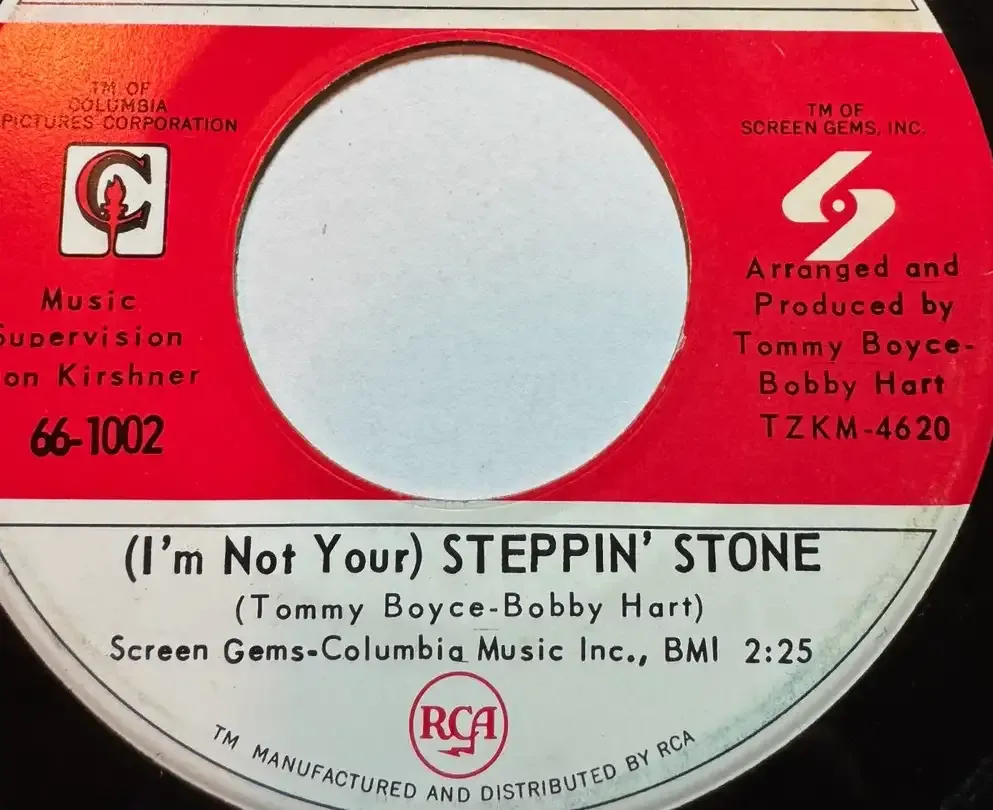 TM OF
COLUMBIA
PICTURES CORPORATION
C
Music
Supervision
on Kirshner
66-1002
TM OF
SCREEN GEMS, INC.
Arranged and
Produced by
Tommy Boyce-
Bobby Hart
TZKM-4620
(I'm Not Your) STEPPIN' STONE
(Tommy Boyce-Bobby Hart)
Screen Gems-Columbia Music Inc., BMI 2:25
RCA
TM MANUFACTURED AND DISTRIBUTED BY RCA